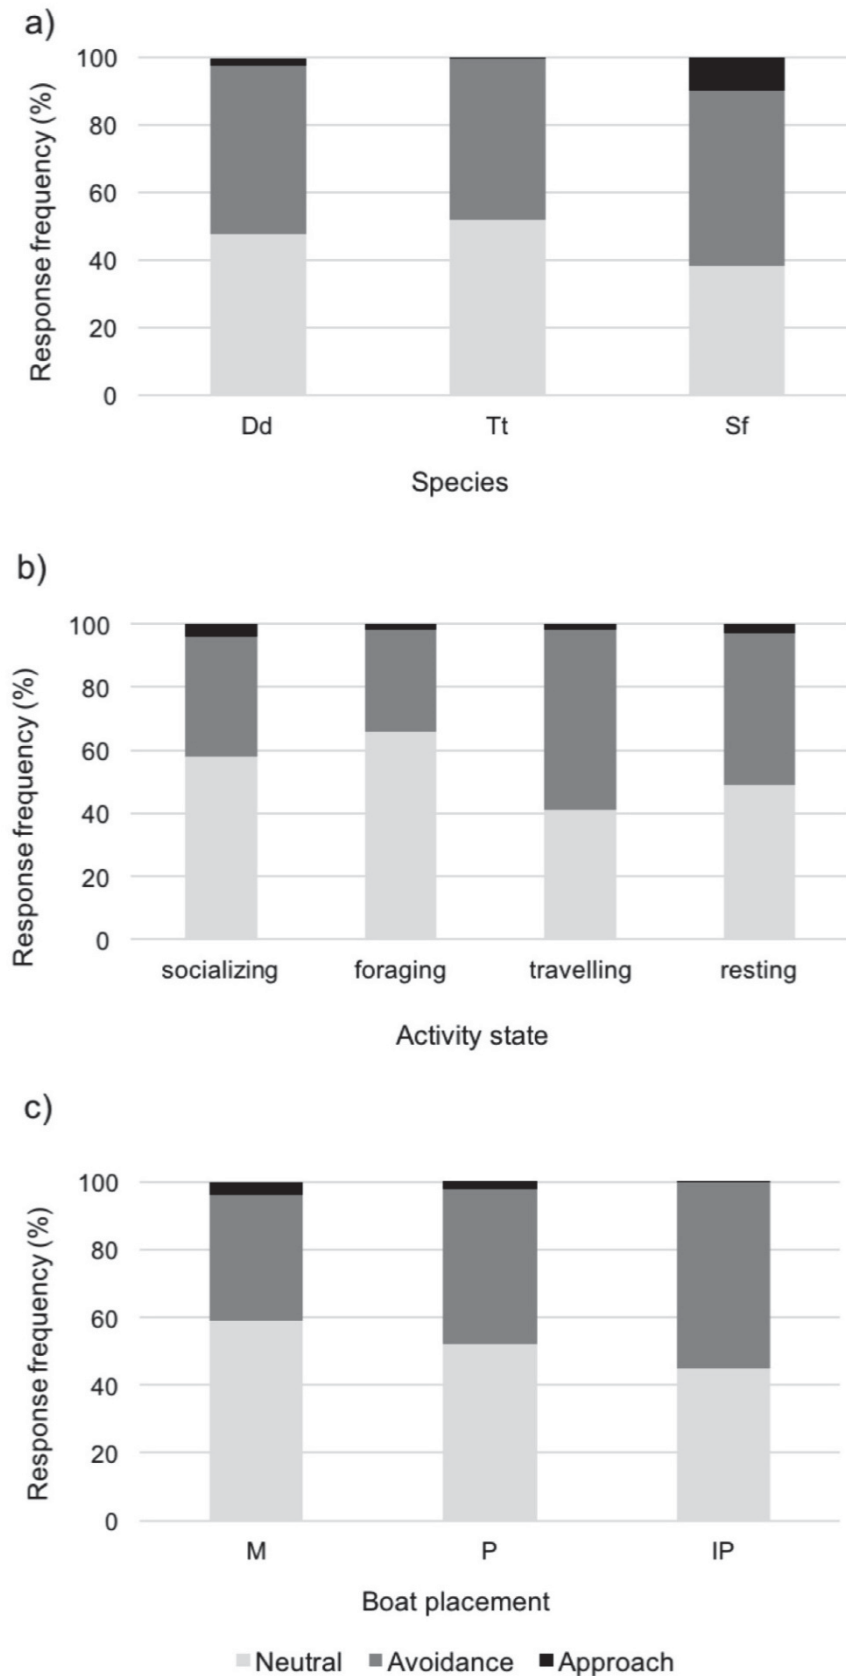 a)
100
80
60
40
20
0
Response frequency (%)
Dd Tt Sf
Species
b)
100
80
60
40
20
0
Response frequency (%)
socializing foraging travelling resting
Activity state
c)
100
80
60
40
20
0
Response frequency (%)
M P IP
Boat placement
Neutral Avoidance Approach